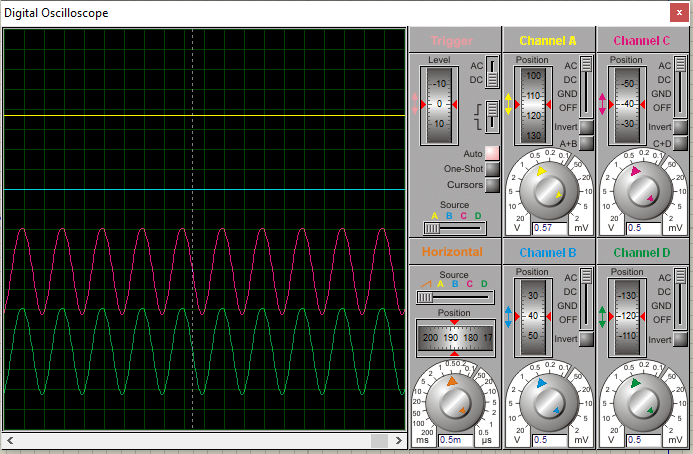 Digital Oscilloscope
x
Trigger
Level
-10
0
10
AC
DC
Auto
One-Shot
Cursors
Source
A B C D
Channel A
Position
100
110
110
120
130
AC
DC
GND
OFF
Invert
A+B
1 0.5 0.2 0.1 50 20 10 5 2
2 5 10 20
V 0.57 mV
Channel C
Position
-50
-40
-30
AC
DC
GND
OFF
Invert
C+D
1 0.5 0.2 0.1 50 20 10 5 2
2 5 10 20
V 0.5 mV
Horizontal
Source
A B C D
Position
200 190 180 17
1 0.5 0.2 0.1 50 20 10 5 2 1 0.5
2 5 10 20 50 100 200
ms 0.5m µs
Channel B
Position
30
40
50
AC
DC
GND
OFF
Invert
1 0.5 0.2 0.1 50 20 10 5 2
2 5 10 20
V 0.5 mV
Channel D
Position
-130
-120
-110
AC
DC
GND
OFF
Invert
1 0.5 0.2 0.1 50 20 10 5 2
2 5 10 20
V 0.5 mV